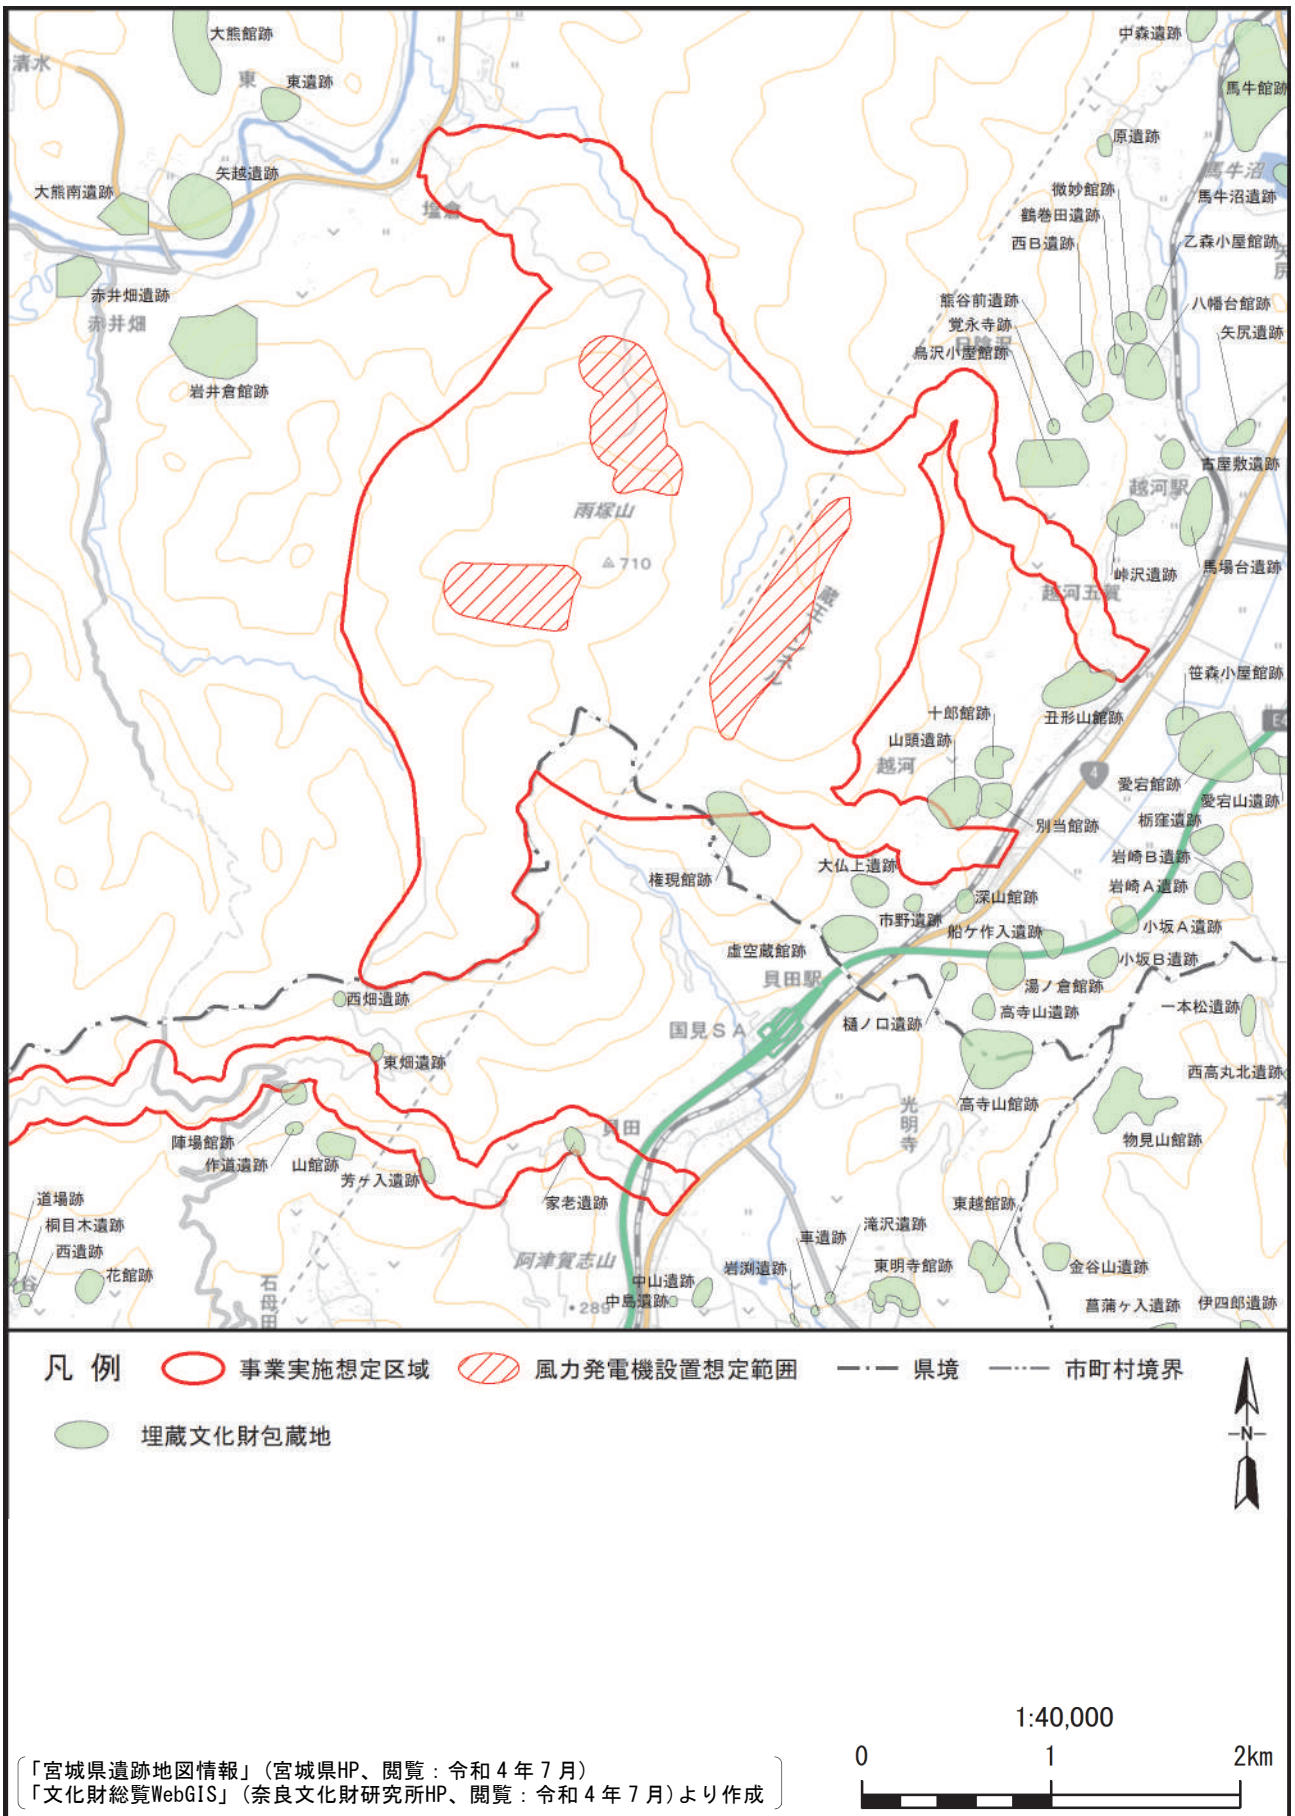 大熊館跡
中森遺跡
清水
東
東遺跡
馬牛館跡
原遺跡
馬牛沼
馬牛沼遺跡
矢越遺跡
大熊南遺跡
微妙館跡
鶴巻田遺跡
西B遺跡
乙森小屋館跡
塩倉
赤井畑遺跡
赤井畑
熊谷前遺跡
覚永寺跡
日陰沢
鳥沢小屋館跡
八幡台館跡
矢尻
矢尻遺跡
岩井倉館跡
古屋敷遺跡
越河駅
雨塚山
710
峠沢遺跡
馬場台遺跡
越河五賀
蔵王トンネル
笹森小屋館跡
丑形山館跡
十郎館跡
山頭遺跡
越河
4
E4
愛宕館跡
愛宕山遺跡
別当館跡
栃窪遺跡
岩崎B遺跡
岩崎A遺跡
大仏上遺跡
権現館跡
深山館跡
市野遺跡
船ケ作入遺跡
小坂A遺跡
虚空蔵館跡
小坂B遺跡
貝田駅
湯ノ倉館跡
西畑遺跡
高寺山遺跡
一本松遺跡
樋ノ口遺跡
国見SA
東畑遺跡
西高丸北遺跡
一本
高寺山館跡
光明寺
物見山館跡
貝田
陣場館跡
作道遺跡
山館跡
芳ヶ入遺跡
家老遺跡
東越館跡
道場跡
桐目木遺跡
西遺跡
花館跡
滝沢遺跡
車遺跡
阿津賀志山
岩渕遺跡
東明寺館跡
金谷山遺跡
石母田
中山遺跡
中島遺跡
289
菖蒲ヶ入遺跡
伊四郎遺跡
凡例
事業実施想定区域
風力発電機設置想定範囲
県境
市町村境界
埋蔵文化財包蔵地
N
1:40,000
0 1 2km
「宮城県遺跡地図情報」(宮城県HP、閲覧:令和4年7月)
「文化財総覧WebGIS」(奈良文化財研究所HP、閲覧:令和4年7月)より作成